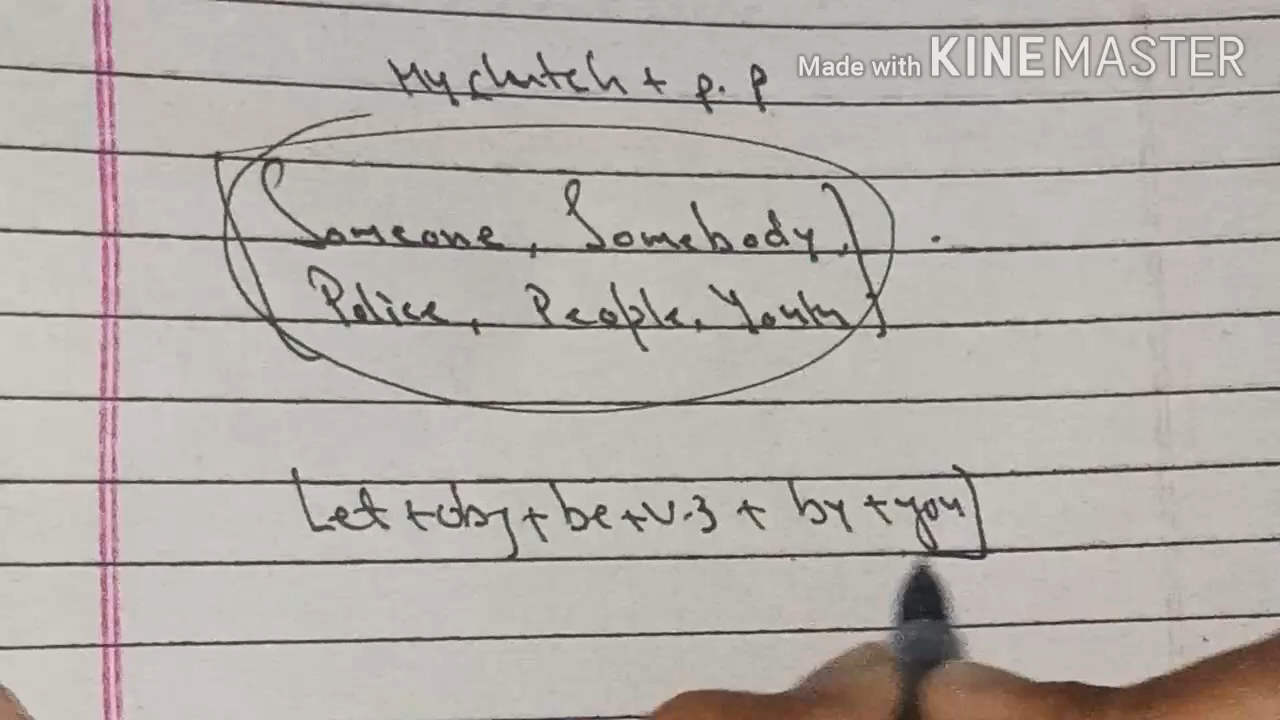 Made with KINEMASTER
My clutch + p. p
Someone, Somebody,
Police, People, Youth
Let + obj + be + v.3 + by + you